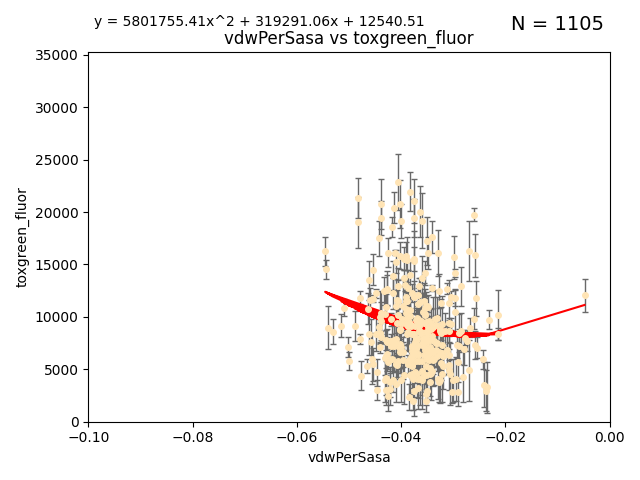 y = 5801755.41x^2 + 319291.06x + 12540.51
N = 1105
vdwPerSasa vs toxgreen_fluor
35000
30000
25000
20000
15000
10000
5000
0
toxgreen_fluor
−0.10
−0.08
−0.06
−0.04
−0.02
0.00
vdwPerSasa